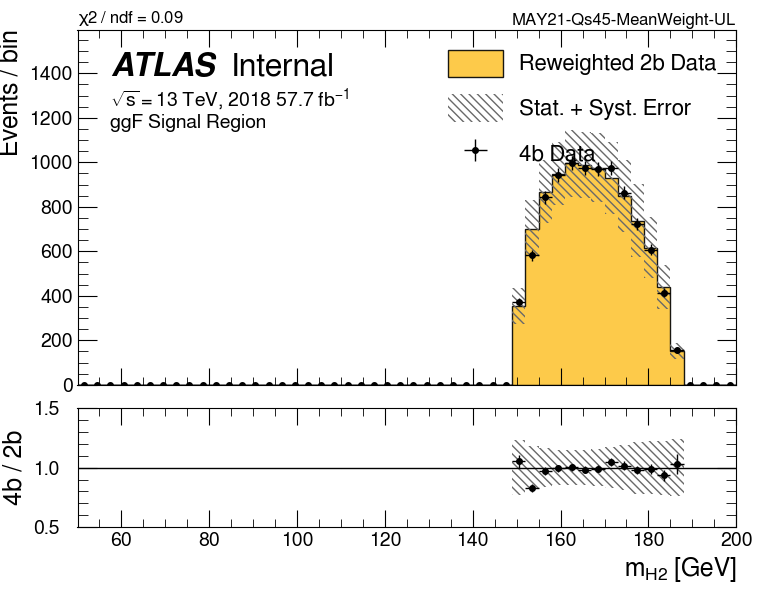 χ² / ndf = 0.09
MAY21-Qs45-MeanWeight-UL
ATLAS Internal
√s = 13 TeV, 2018 57.7 fb⁻¹
ggF Signal Region
Reweighted 2b Data
Stat. + Syst. Error
4b Data
Events / bin
1400
1200
1000
800
600
400
200
0
4b / 2b
1.5
1.0
0.5
60 80 100 120 140 160 180 200
m_H2 [GeV]